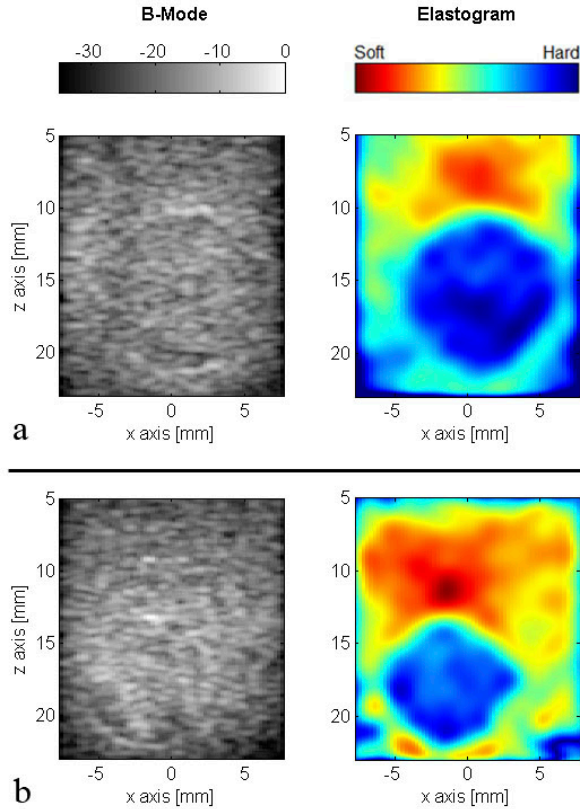 B-Mode Elastogram
-30 -20 -10 0 Soft Hard
5 5
10 10
15 15
20 20
z axis [mm]
-5 0 5 -5 0 5
a x axis [mm] x axis [mm]
5 5
10 10
15 15
20 20
z axis [mm]
-5 0 5 -5 0 5
b x axis [mm] x axis [mm]